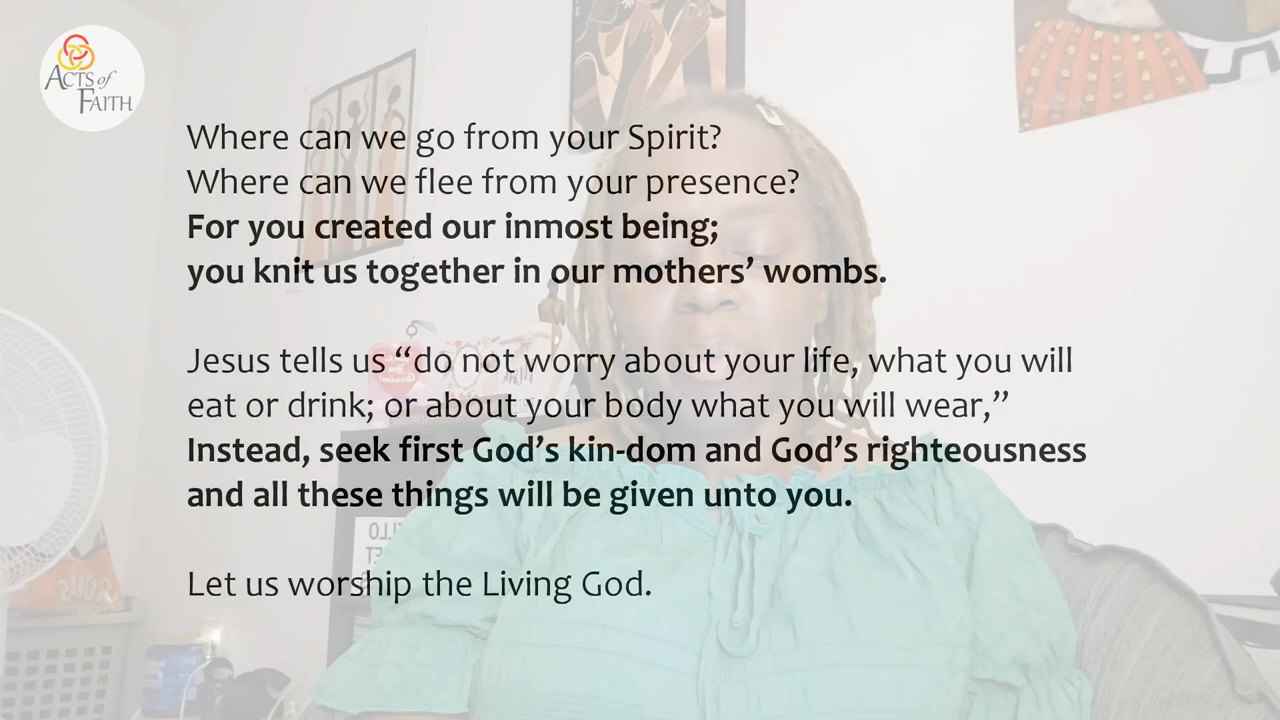 ACTS of
FAITH
Where can we go from your Spirit?
Where can we flee from your presence?
For you created our inmost being;
you knit us together in our mothers’ wombs.
Jesus tells us “do not worry about your life, what you will
eat or drink; or about your body what you will wear,”
Instead, seek first God’s kin-dom and God’s righteousness
and all these things will be given unto you.
Let us worship the Living God.